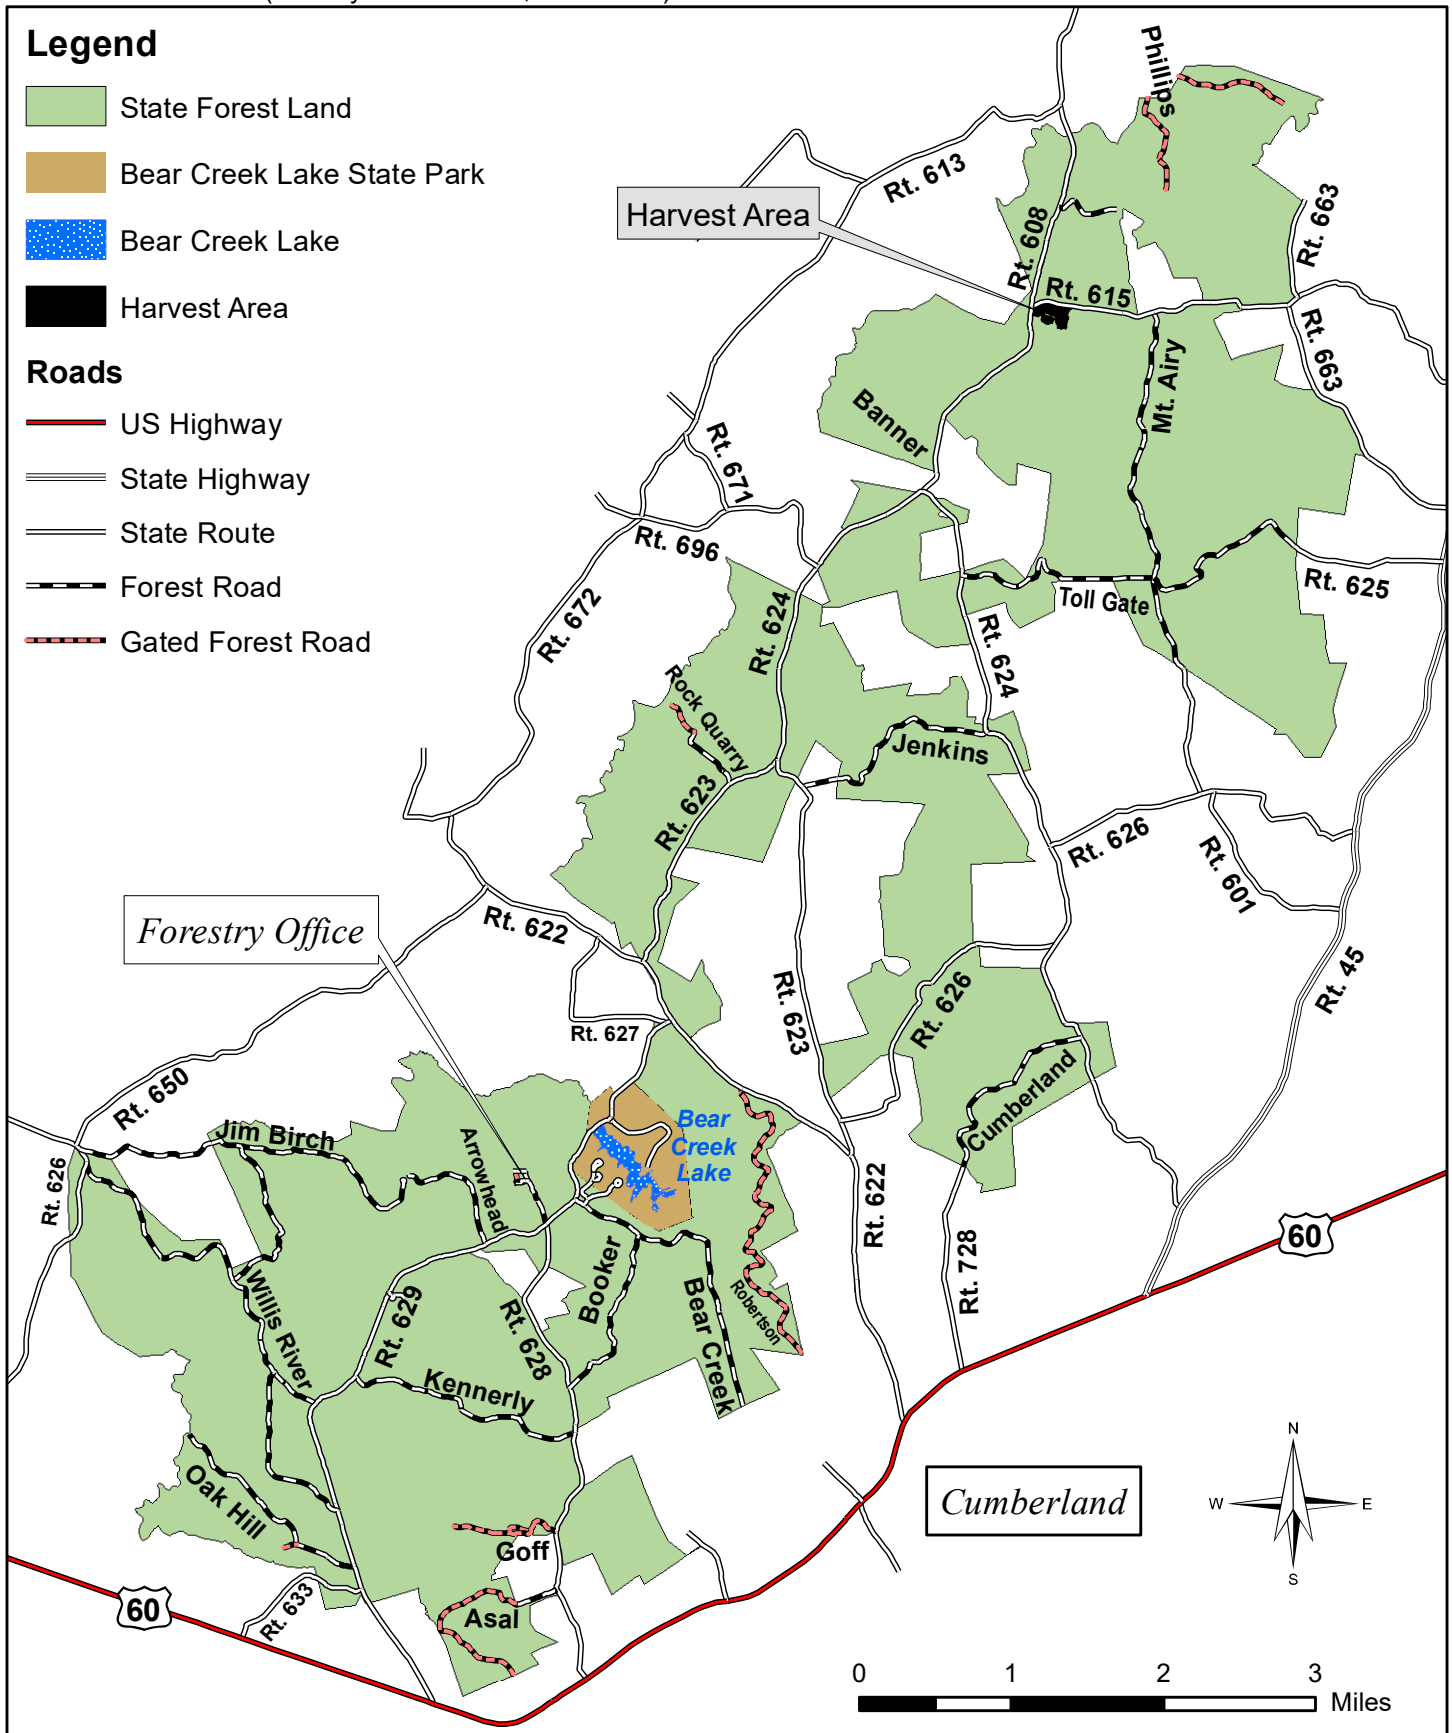 Legend
State Forest Land
Bear Creek Lake State Park
Bear Creek Lake
Harvest Area
Roads
US Highway
State Highway
State Route
Forest Road
Gated Forest Road
Phillips
Rt. 613
Harvest Area
Rt. 608
Rt. 663
Rt. 615
Rt. 663
Mt. Airy
Banner
Rt. 671
Rt. 696
Rt. 625
Toll Gate
Rt. 672
Rt. 624
Rt. 624
Rock Quarry
Jenkins
Rt. 623
Rt. 626
Rt. 601
Forestry Office
Rt. 622
Rt. 45
Rt. 626
Rt. 623
Rt. 627
Rt. 650
Cumberland
Jim Birch
Bear
Creek
Lake
Arrowhead
Rt. 626
Rt. 622
60
Rt. 728
Booker
Willis River
Rt. 629
Rt. 628
Bear Creek
Robertson
Kennerly
Oak Hill
Cumberland
N
W
E
S
Goff
Asal
60
Rt. 633
0 1 2 3
Miles